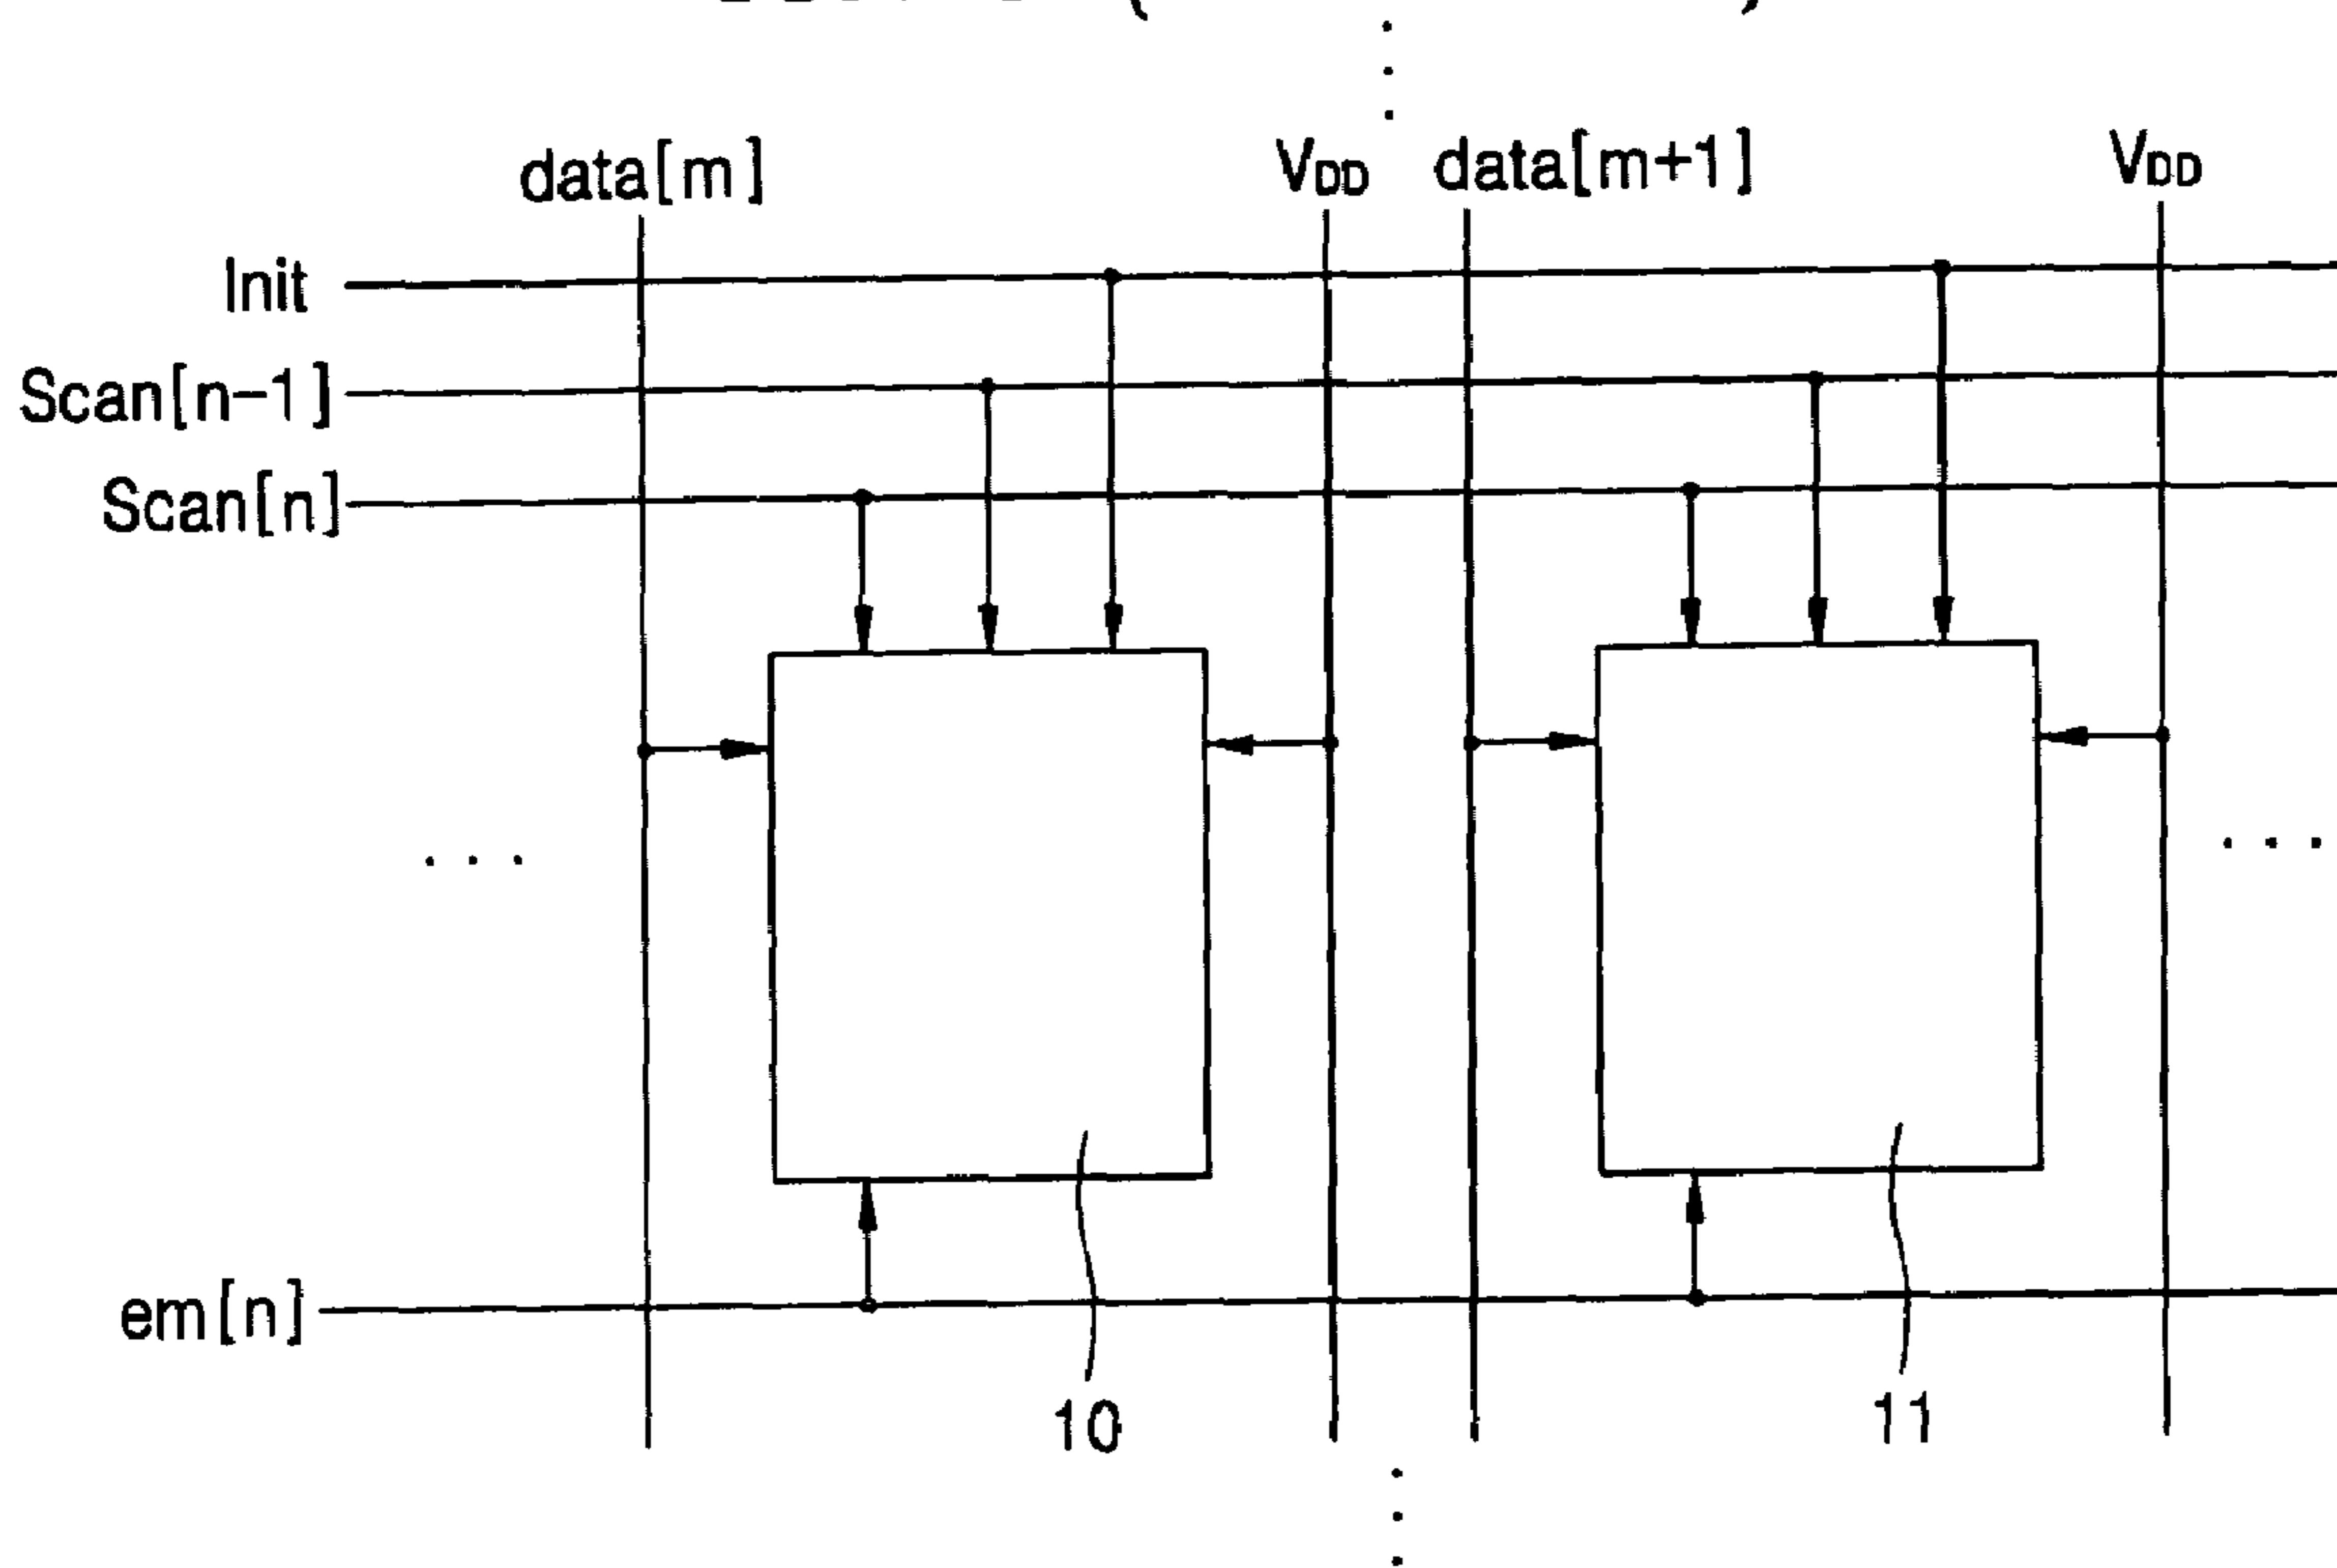 data[m] VDD data[m+1] VDD
Init
Scan[n-1]
Scan[n]
em[n]
10 11